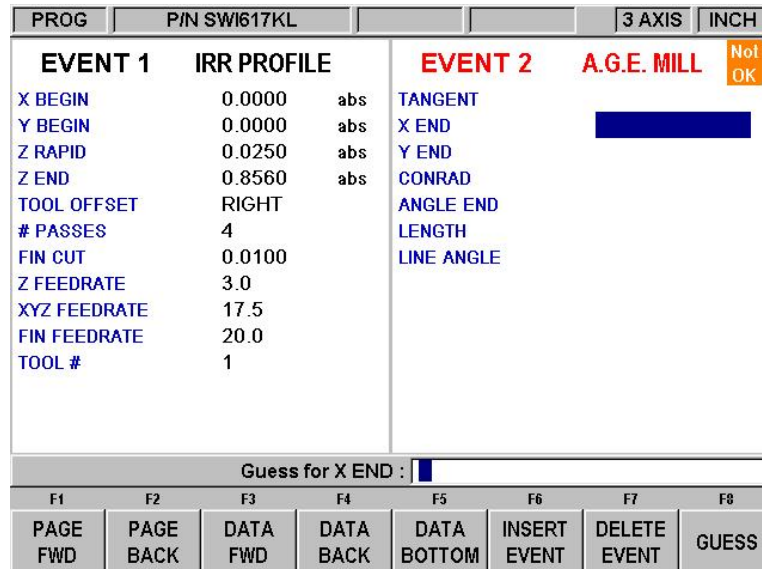 PROG P/N SWI617KL 3 AXIS INCH
EVENT 1 IRR PROFILE
X BEGIN 0.0000 abs
Y BEGIN 0.0000 abs
Z RAPID 0.0250 abs
Z END 0.8560 abs
TOOL OFFSET RIGHT
# PASSES 4
FIN CUT 0.0100
Z FEEDRATE 3.0
XYZ FEEDRATE 17.5
FIN FEEDRATE 20.0
TOOL # 1
EVENT 2 A.G.E. MILL
Not
OK
TANGENT
X END
Y END
CONRAD
ANGLE END
LENGTH
LINE ANGLE
Guess for X END :
F1 F2 F3 F4 F5 F6 F7 F8
PAGE FWD
PAGE BACK
DATA FWD
DATA BACK
DATA BOTTOM
INSERT EVENT
DELETE EVENT
GUESS